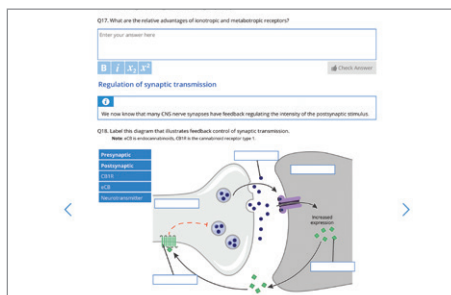 Q17. What are the relative advantages of ionotropic and metabotropic receptors?
Enter your answer here
B i x₂ x²
Check Answer
Regulation of synaptic transmission
We now know that many CNS nerve synapses have feedback regulating the intensity of the postsynaptic stimulus.
Q18. Label this diagram that illustrates feedback control of synaptic transmission.
Note: eCB is endocannabinoids, CB1R is the cannabinoid receptor type 1.
Presynaptic
Postsynaptic
CB1R
eCB
Neurotransmitter
Increased
expression